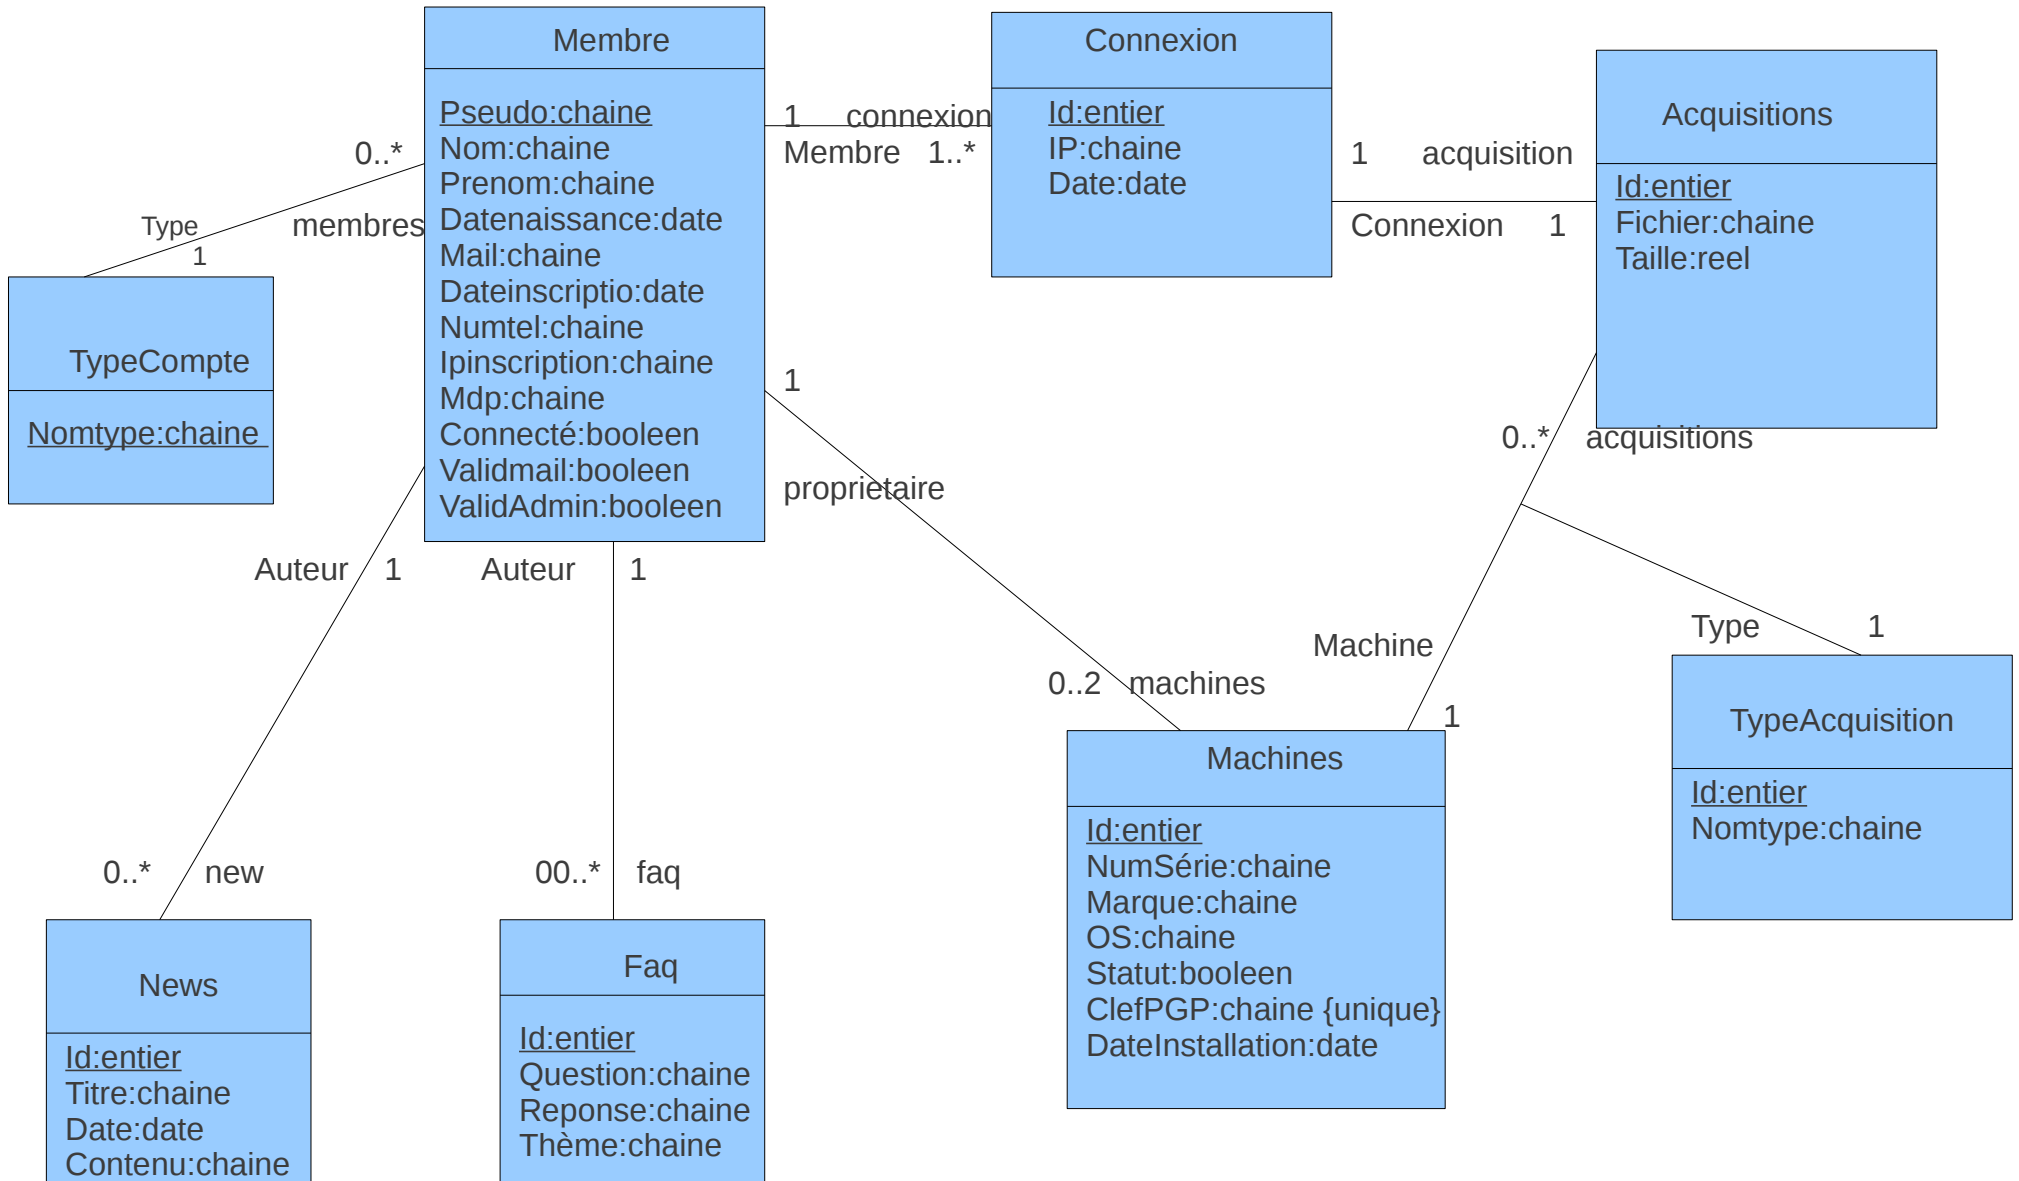 Membre
Pseudo:chaine
Nom:chaine
Prenom:chaine
Datenaissance:date
Mail:chaine
Dateinscriptio:date
Numtel:chaine
Ipinscription:chaine
Mdp:chaine
Connecté:booleen
Validmail:booleen
ValidAdmin:booleen
1 connexion
Membre 1..*
Connexion
Id:entier
IP:chaine
Date:date
1 acquisition
Connexion 1
Acquisitions
Id:entier
Fichier:chaine
Taille:reel
0..*
Type
membres
1
TypeCompte
Nomtype:chaine
1
proprietaire
0..2 machines
0..* acquisitions
Machine
1
Type 1
TypeAcquisition
Id:entier
Nomtype:chaine
Machines
Id:entier
NumSérie:chaine
Marque:chaine
OS:chaine
Statut:booleen
ClefPGP:chaine {unique}
DateInstallation:date
Auteur 1
0..* new
News
Id:entier
Titre:chaine
Date:date
Contenu:chaine
Auteur 1
00..* faq
Faq
Id:entier
Question:chaine
Reponse:chaine
Thème:chaine